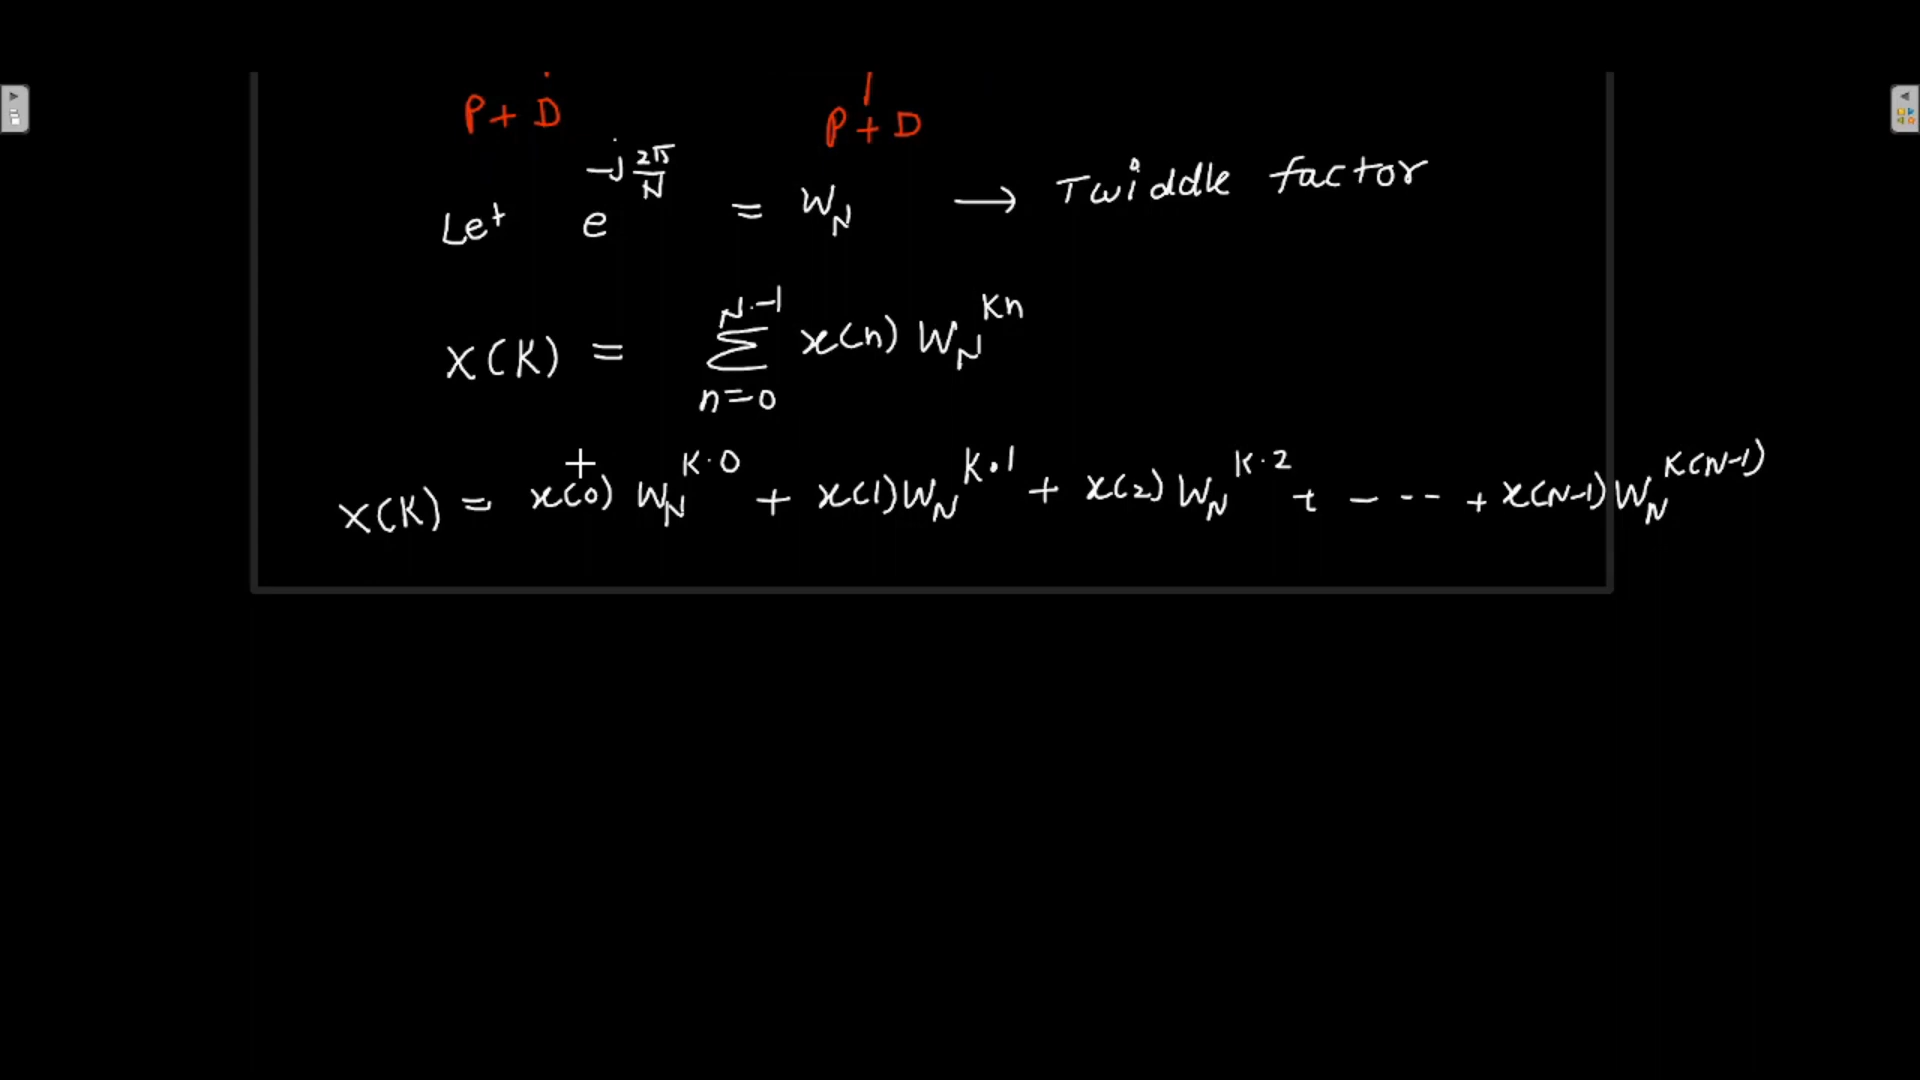 P+D P+D
Let e^{-j 2π/N} = W_N → Twiddle factor
X(K) = ∑_{n=0}^{N-1} x(n) W_N^{Kn}
X(K) = x(0) W_N^{K·0} + x(1) W_N^{K·1} + x(2) W_N^{K·2} + - -- + x(N-1) W_N^{K(N-1)}